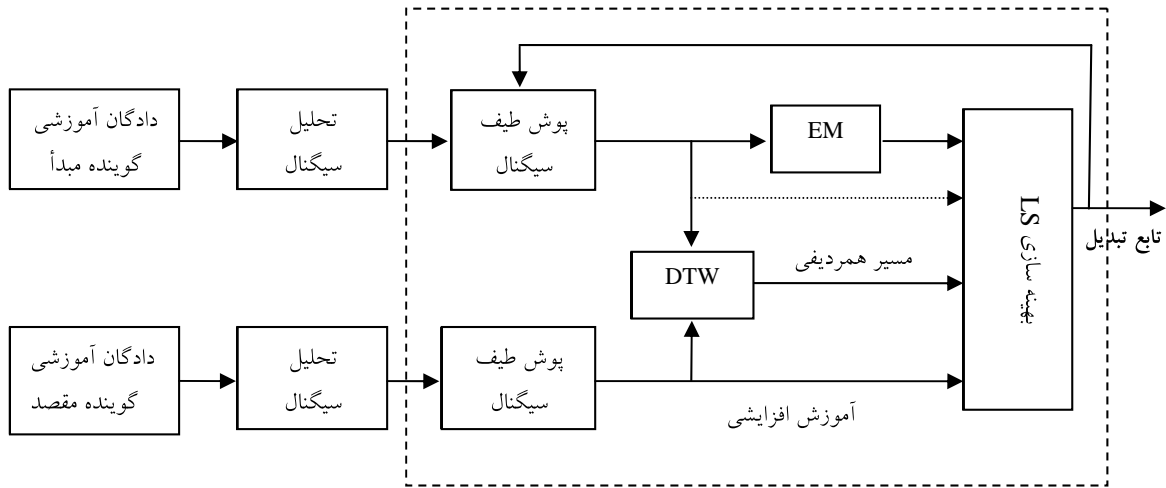 دادگان آموزشی
گوینده مبدأ
تحلیل
سیگنال
پوش طیف
سیگنال
EM
بهینه سازی LS
تابع تبدیل
DTW
مسیر همردیفی
دادگان آموزشی
گوینده مقصد
تحلیل
سیگنال
پوش طیف
سیگنال
آموزش افزایشی